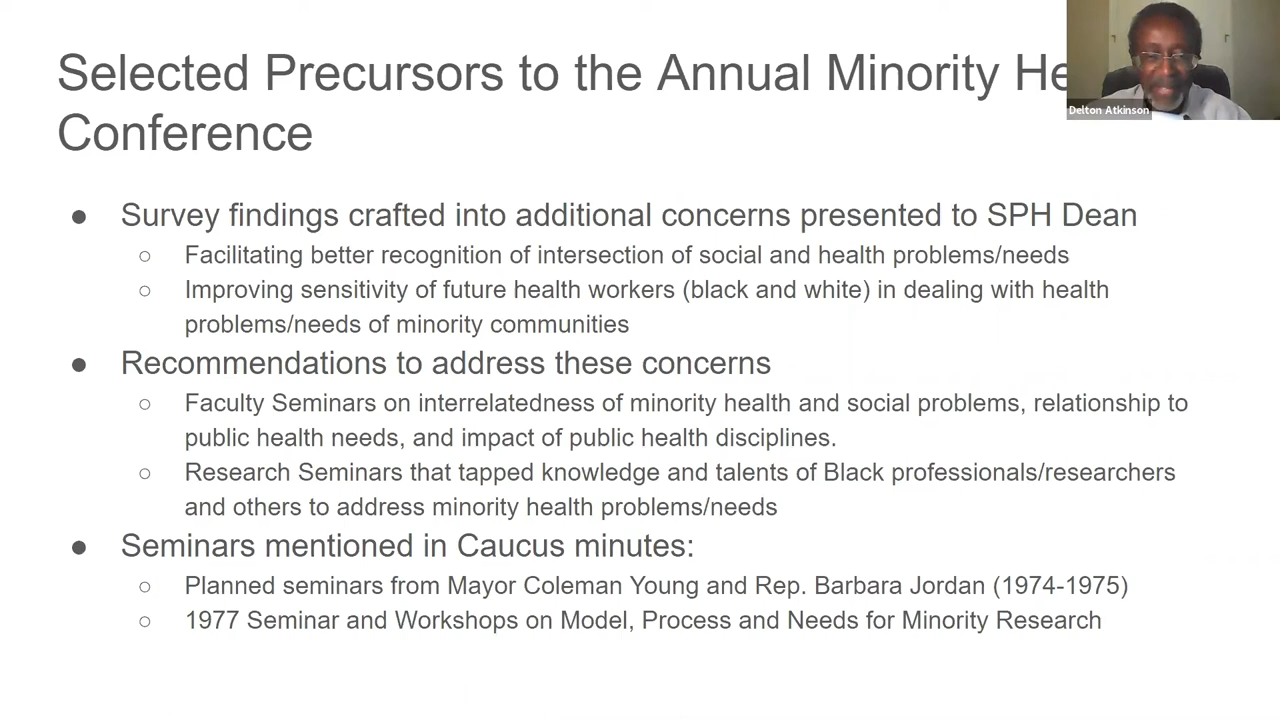 Selected Precursors to the Annual Minority He
Conference
Delton Atkinson
● Survey findings crafted into additional concerns presented to SPH Dean
○ Facilitating better recognition of intersection of social and health problems/needs
○ Improving sensitivity of future health workers (black and white) in dealing with health
problems/needs of minority communities
● Recommendations to address these concerns
○ Faculty Seminars on interrelatedness of minority health and social problems, relationship to
public health needs, and impact of public health disciplines.
○ Research Seminars that tapped knowledge and talents of Black professionals/researchers
and others to address minority health problems/needs
● Seminars mentioned in Caucus minutes:
○ Planned seminars from Mayor Coleman Young and Rep. Barbara Jordan (1974-1975)
○ 1977 Seminar and Workshops on Model, Process and Needs for Minority Research